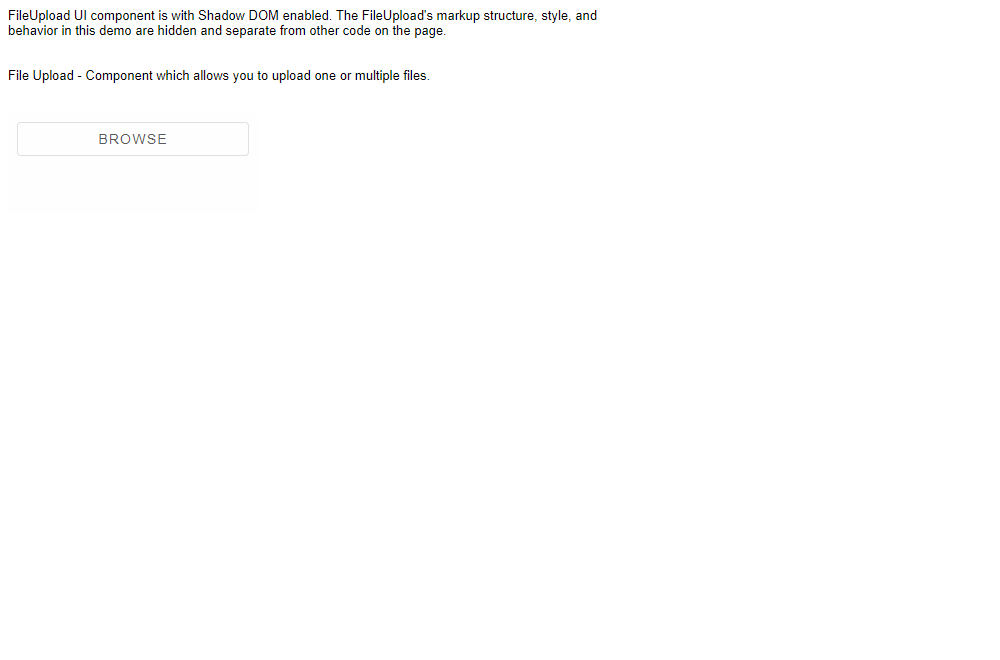 FileUpload UI component is with Shadow DOM enabled. The FileUpload's markup structure, style, and
behavior in this demo are hidden and separate from other code on the page.
File Upload - Component which allows you to upload one or multiple files.
BROWSE